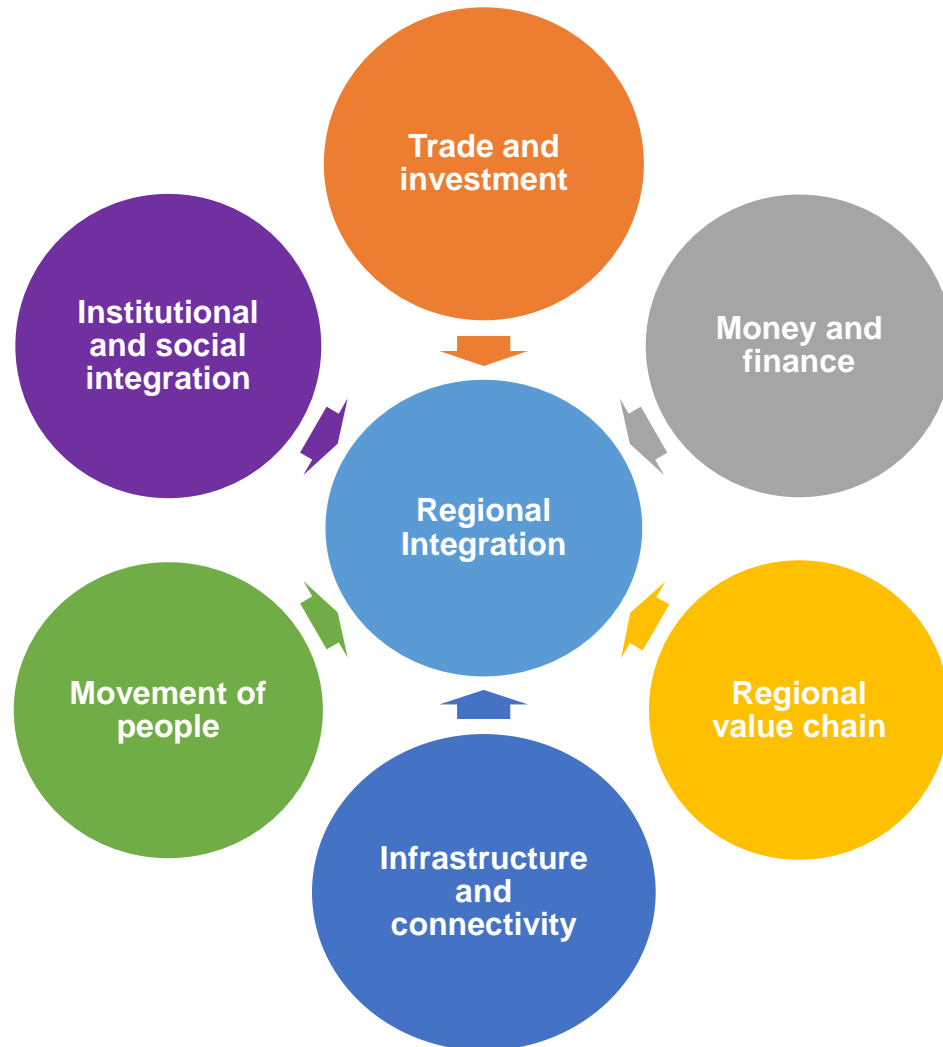 Trade and
investment
Institutional
and social
integration
Money and
finance
Regional
Integration
Movement of
people
Regional
value chain
Infrastructure
and
connectivity